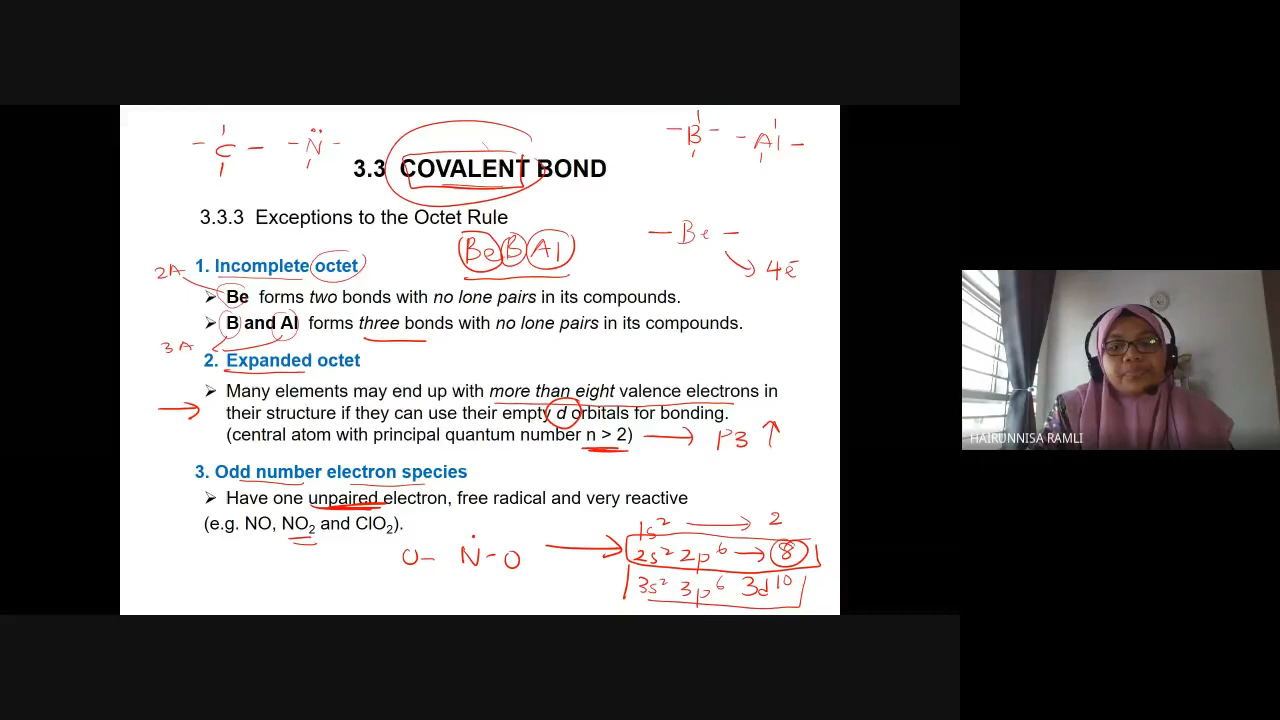 - C - - N̈ -
- B - - Al -
3.3 COVALENT BOND
3.3.3 Exceptions to the Octet Rule
Be B Al
- Be -
4e-
1. Incomplete octet
2A
➢ Be forms two bonds with no lone pairs in its compounds.
➢ B and Al forms three bonds with no lone pairs in its compounds.
3A
2. Expanded octet
➢ Many elements may end up with more than eight valence electrons in
their structure if they can use their empty d orbitals for bonding.
(central atom with principal quantum number n > 2) → P3 ↑
3. Odd number electron species
➢ Have one unpaired electron, free radical and very reactive
(e.g. NO, NO₂ and ClO₂).
O - Ṅ - O
1s² → 2
2s² 2p⁶ → 8
3s² 3p⁶ 3d¹⁰
HAIRUNNISA RAMLI